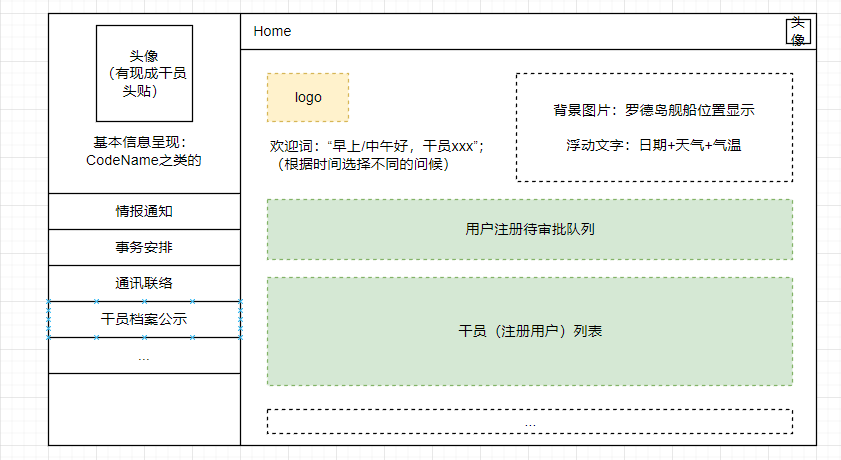 头像
（有现成干员
头贴）
基本信息呈现：
CodeName之类的
情报通知
事务安排
通讯联络
干员档案公示
...
Home
头
像
logo
欢迎词：“早上/中午好，干员xxx”；
（根据时间选择不同的问候）
背景图片：罗德岛舰船位置显示
浮动文字：日期+天气+气温
用户注册待审批队列
干员（注册用户）列表
...